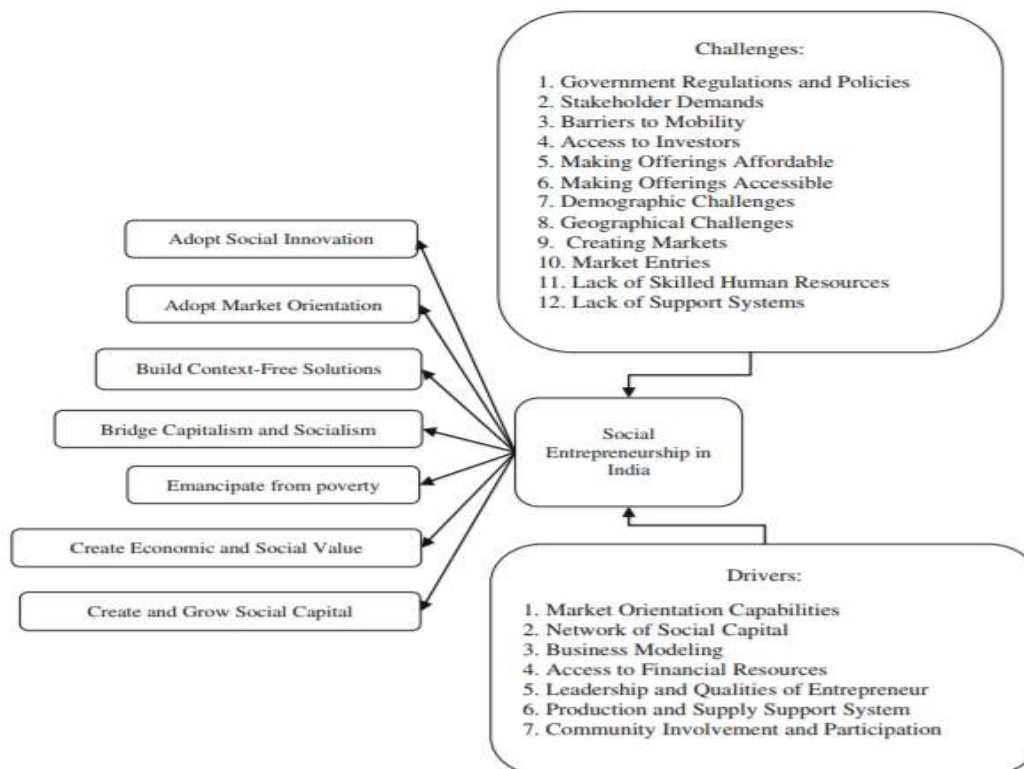 Challenges:
1. Government Regulations and Policies
2. Stakeholder Demands
3. Barriers to Mobility
4. Access to Investors
5. Making Offerings Affordable
6. Making Offerings Accessible
7. Demographic Challenges
8. Geographical Challenges
9. Creating Markets
10. Market Entries
11. Lack of Skilled Human Resources
12. Lack of Support Systems
Adopt Social Innovation
Adopt Market Orientation
Build Context-Free Solutions
Bridge Capitalism and Socialism
Emancipate from poverty
Create Economic and Social Value
Create and Grow Social Capital
Social
Entrepreneurship in
India
Drivers:
1. Market Orientation Capabilities
2. Network of Social Capital
3. Business Modeling
4. Access to Financial Resources
5. Leadership and Qualities of Entrepreneur
6. Production and Supply Support System
7. Community Involvement and Participation